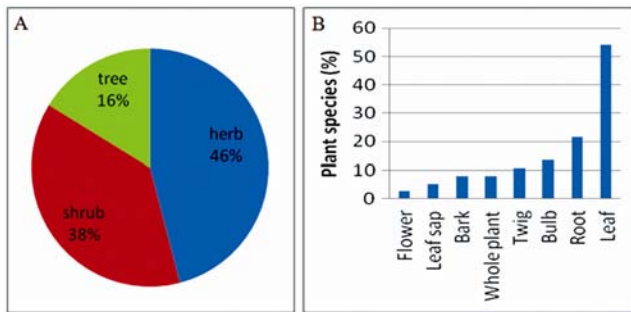 A
tree
16%
herb
46%
shrub
38%
B
Plant species (%)
60
50
40
30
20
10
0
Flower
Leaf sap
Bark
Whole plant
Twig
Bulb
Root
Leaf